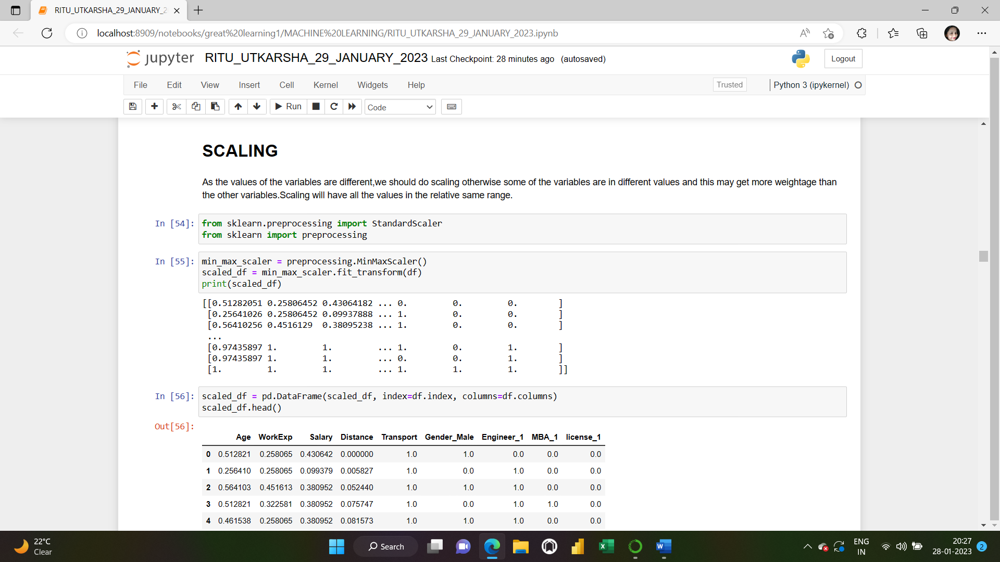 RITU_UTKARSHA_29_JANUARY_2
localhost:8909/notebooks/great%20learning1/MACHINE%20LEARNING/RITU_UTKARSHA_29_JANUARY_2023.ipynb
jupyter RITU_UTKARSHA_29_JANUARY_2023 Last Checkpoint: 28 minutes ago (autosaved)
Logout
File Edit View Insert Cell Kernel Widgets Help
Trusted
Python 3 (ipykernel)
Run
Code
SCALING
As the values of the variables are different,we should do scaling otherwise some of the variables are in different values and this may get more weightage than
the other variables.Scaling will have all the values in the relative same range.
In [54]: from sklearn.preprocessing import StandardScaler
from sklearn import preprocessing
In [55]: min_max_scaler = preprocessing.MinMaxScaler()
scaled_df = min_max_scaler.fit_transform(df)
print(scaled_df)
[[0.51282051 0.25806452 0.43064182 ... 0. 0. 0. ]
[0.25641026 0.25806452 0.09937888 ... 1. 0. 0. ]
[0.56410256 0.4516129 0.38095238 ... 1. 0. 0. ]
...
[0.97435897 1. 1. ... 1. 0. 1. ]
[0.97435897 1. 1. ... 0. 0. 1. ]
[1. 1. 1. ... 1. 1. 1. ]]
In [56]: scaled_df = pd.DataFrame(scaled_df, index=df.index, columns=df.columns)
scaled_df.head()
Out[56]:
Age WorkExp Salary Distance Transport Gender_Male Engineer_1 MBA_1 license_1
0 0.512821 0.258065 0.430642 0.000000 1.0 1.0 0.0 0.0 0.0
1 0.256410 0.258065 0.099379 0.005827 1.0 0.0 1.0 0.0 0.0
2 0.564103 0.451613 0.380952 0.052440 1.0 1.0 1.0 0.0 0.0
3 0.512821 0.322581 0.380952 0.075747 1.0 0.0 1.0 1.0 0.0
4 0.461538 0.258065 0.380952 0.081573 1.0 1.0 1.0 0.0 0.0
22°C
Clear
Search
ENG
IN
20:27
28-01-2023
2